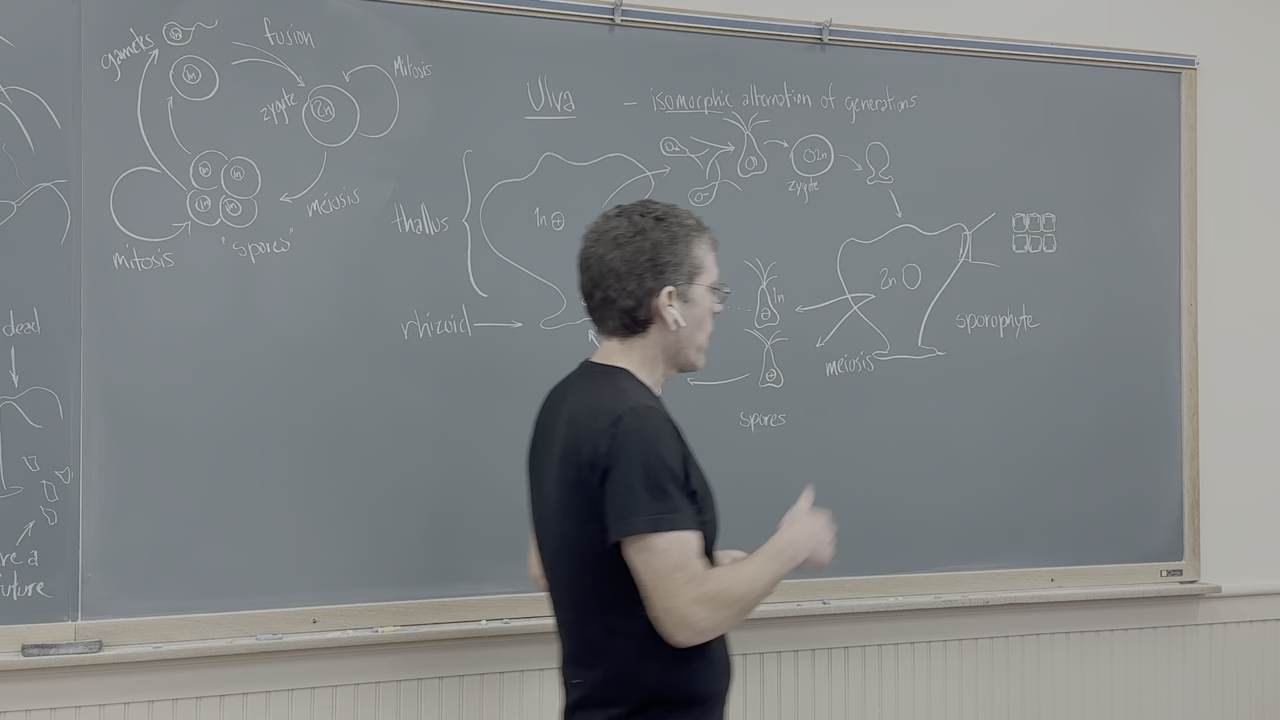 gametes
1n
fusion
1n
zygote
2n
Mitosis
1n
1n
1n
1n
meiosis
"spores"
mitosis
dead
re a
uture
Ulva - isomorphic alternation of generations
thallus
1n +
2n
zygote
2n
sporophyte
rhizoid
1n
+
meiosis
spores